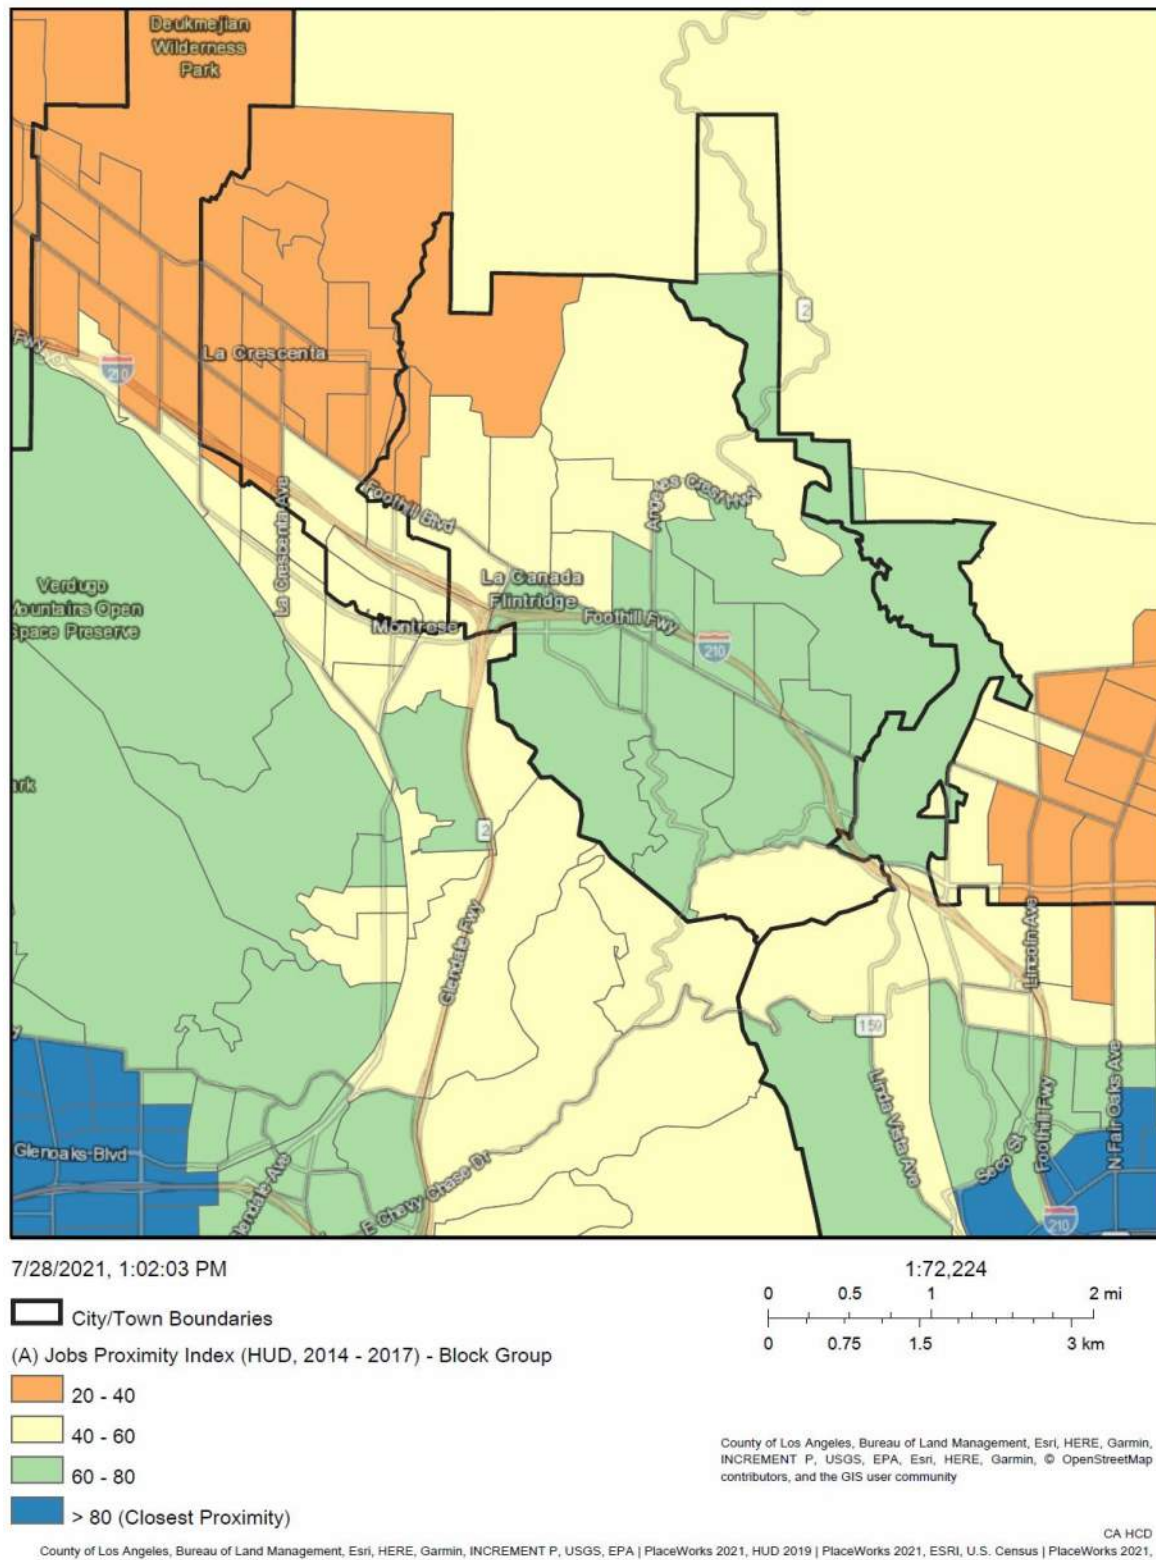 Deukmejian
Wilderness
Park
2
La Crescenta
Fwy
210
Foothill Blvd
Angeles Crest Hwy
La Crescenta Ave
La Canada
Flintridge
Foothill Fwy
210
Verdugo
Mountains Open
Space Preserve
Montrose
2
Glendale Fwy
Lincoln Ave
159
Linda Vista Ave
Seco St
Foothill Fwy
N Fair Oaks Ave
Glenoaks Blvd
E Chevy Chase Dr
Glendale Ave
210
7/28/2021, 1:02:03 PM
1:72,224
0 0.5 1 2 mi
0 0.75 1.5 3 km
City/Town Boundaries
(A) Jobs Proximity Index (HUD, 2014 - 2017) - Block Group
20 - 40
40 - 60
60 - 80
> 80 (Closest Proximity)
County of Los Angeles, Bureau of Land Management, Esri, HERE, Garmin,
INCREMENT P, USGS, EPA, Esri, HERE, Garmin, © OpenStreetMap
contributors, and the GIS user community
CA HCD
County of Los Angeles, Bureau of Land Management, Esri, HERE, Garmin, INCREMENT P, USGS, EPA | PlaceWorks 2021, HUD 2019 | PlaceWorks 2021, ESRI, U.S. Census | PlaceWorks 2021,